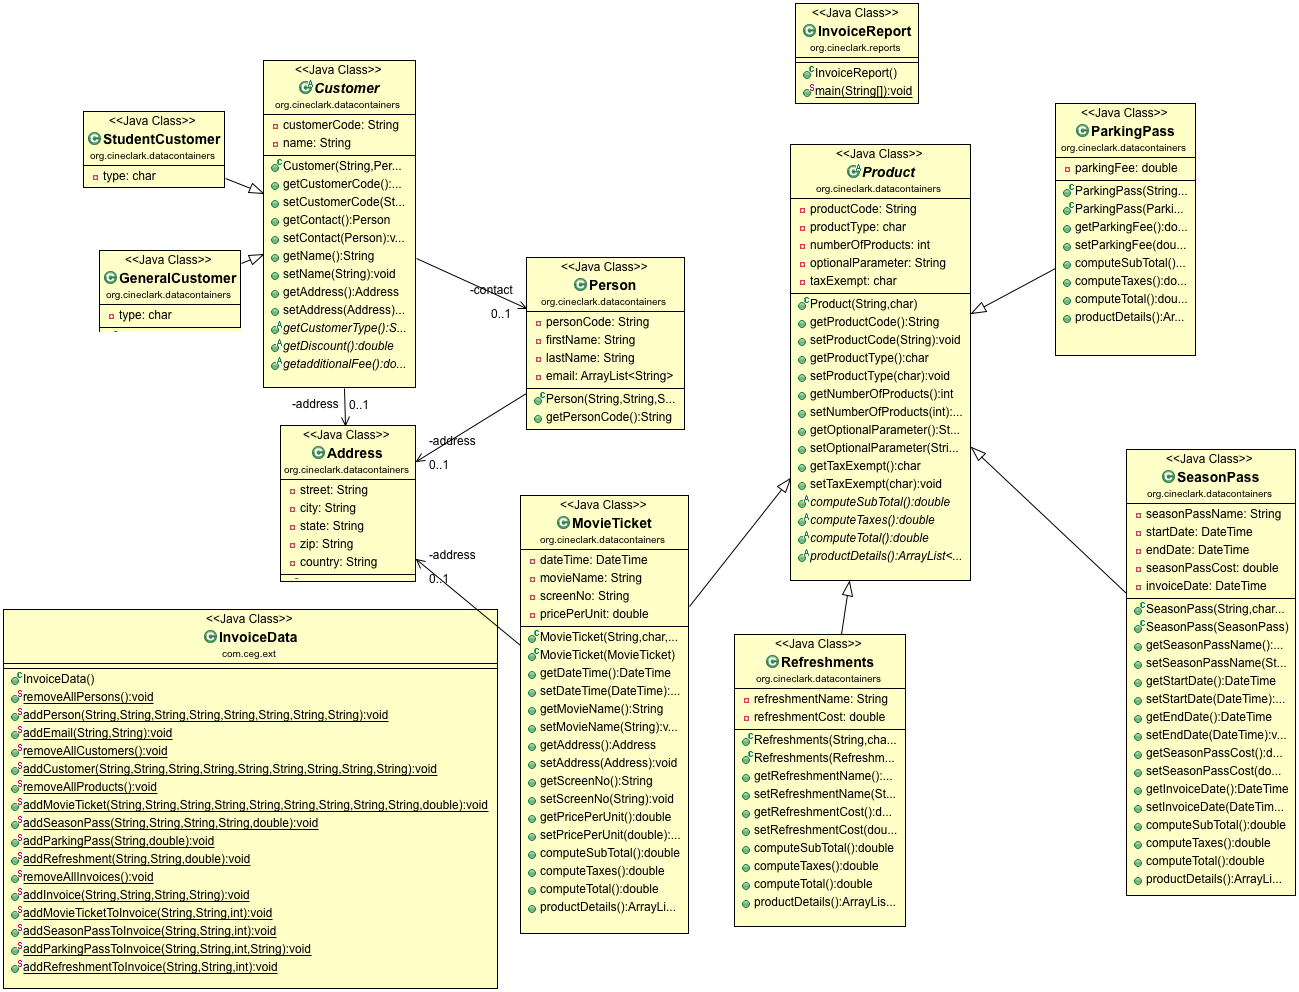 <<Java Class>>
InvoiceReport
org.cineclark.reports
InvoiceReport()
main(String[]):void
<<Java Class>>
Customer
org.cineclark.datacontainers
customerCode: String
name: String
Customer(String,Per...
getCustomerCode():...
setCustomerCode(St...
getContact():Person
setContact(Person):v...
getName():String
setName(String):void
getAddress():Address
setAddress(Address)...
getCustomerType():S...
getDiscount():double
getadditionalFee():do...
<<Java Class>>
StudentCustomer
org.cineclark.datacontainers
type: char
<<Java Class>>
GeneralCustomer
org.cineclark.datacontainers
type: char
-contact
0..1
<<Java Class>>
Person
org.cineclark.datacontainers
personCode: String
firstName: String
lastName: String
email: ArrayList<String>
Person(String,String,S...
getPersonCode():String
-address
0..1
-address
0..1
<<Java Class>>
Address
org.cineclark.datacontainers
street: String
city: String
state: String
zip: String
country: String
-address
0..1
<<Java Class>>
Product
org.cineclark.datacontainers
productCode: String
productType: char
numberOfProducts: int
optionalParameter: String
taxExempt: char
Product(String,char)
getProductCode():String
setProductCode(String):void
getProductType():char
setProductType(char):void
getNumberOfProducts():int
setNumberOfProducts(int):...
getOptionalParameter():St...
setOptionalParameter(Stri...
getTaxExempt():char
setTaxExempt(char):void
computeSubTotal():double
computeTaxes():double
computeTotal():double
productDetails():ArrayList<...
<<Java Class>>
ParkingPass
org.cineclark.datacontainers
parkingFee: double
ParkingPass(String...
ParkingPass(Parki...
getParkingFee():do...
setParkingFee(dou...
computeSubTotal()...
computeTaxes():do...
computeTotal():dou...
productDetails():Ar...
<<Java Class>>
SeasonPass
org.cineclark.datacontainers
seasonPassName: String
startDate: DateTime
endDate: DateTime
seasonPassCost: double
invoiceDate: DateTime
SeasonPass(String,char...
SeasonPass(SeasonPass)
getSeasonPassName():...
setSeasonPassName(St...
getStartDate():DateTime
setStartDate(DateTime):...
getEndDate():DateTime
setEndDate(DateTime):v...
getSeasonPassCost():d...
setSeasonPassCost(do...
getInvoiceDate():DateTime
setInvoiceDate(DateTim...
computeSubTotal():double
computeTaxes():double
computeTotal():double
productDetails():ArrayLi...
<<Java Class>>
MovieTicket
org.cineclark.datacontainers
dateTime: DateTime
movieName: String
screenNo: String
pricePerUnit: double
MovieTicket(String,char,...
MovieTicket(MovieTicket)
getDateTime():DateTime
setDateTime(DateTime):...
getMovieName():String
setMovieName(String):v...
getAddress():Address
setAddress(Address):void
getScreenNo():String
setScreenNo(String):void
getPricePerUnit():double
setPricePerUnit(double):...
computeSubTotal():double
computeTaxes():double
computeTotal():double
productDetails():ArrayLi...
<<Java Class>>
Refreshments
org.cineclark.datacontainers
refreshmentName: String
refreshmentCost: double
Refreshments(String,cha...
Refreshments(Refreshm...
getRefreshmentName():...
setRefreshmentName(St...
getRefreshmentCost():d...
setRefreshmentCost(dou...
computeSubTotal():double
computeTaxes():double
computeTotal():double
productDetails():ArrayLis...
<<Java Class>>
InvoiceData
com.ceg.ext
InvoiceData()
removeAllPersons():void
addPerson(String,String,String,String,String,String,String,String):void
addEmail(String,String):void
removeAllCustomers():void
addCustomer(String,String,String,String,String,String,String,String,String):void
removeAllProducts():void
addMovieTicket(String,String,String,String,String,String,String,String,String,double):void
addSeasonPass(String,String,String,String,double):void
addParkingPass(String,double):void
addRefreshment(String,String,double):void
removeAllInvoices():void
addInvoice(String,String,String,String):void
addMovieTicketToInvoice(String,String,int):void
addSeasonPassToInvoice(String,String,int):void
addParkingPassToInvoice(String,String,int,String):void
addRefreshmentToInvoice(String,String,int):void